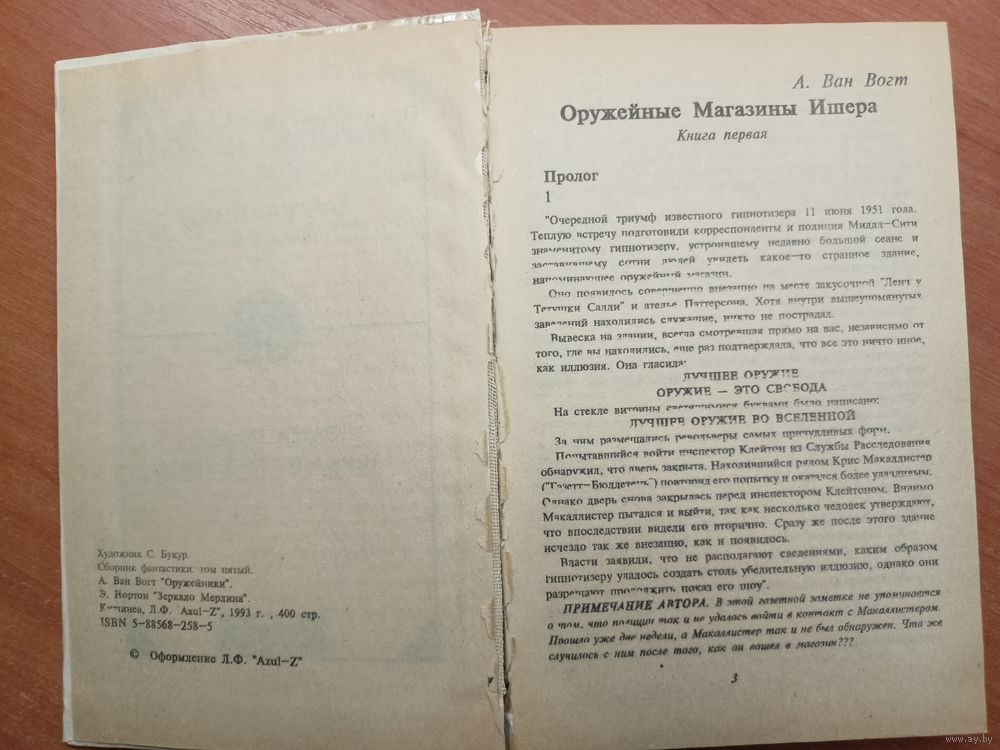 Художник С. Букур.
Сборник фантастики: том пятый.
А. Ван Вогт "Оружейники".
Э. Нортон "Зеркало Мерлина".
Кишинев, Л.Ф. "Azul-Z", 1993 г. , 400 стр.
ISBN 5-88568-258-5
© Оформление Л.Ф. "Azul-Z"
А. Ван Вогт
Оружейные Магазины Ишера
Книга первая
Пролог
1
"Очередной триумф известного гипнотизера 11 июня 1951 года.
Теплую встречу подготовили корреспонденты и полиция Мидлл-Сити
знаменитому гипнотизеру, устроившему недавно большой сеанс и
заставившему сотни людей увидеть какое-то странное здание,
напоминающее оружейный магазин.
Оно появилось совершенно внезапно на месте закусочной "Ленч у
Тетушки Салли" и ателье Паттерсона. Хотя внутри вышеупомянутых
заведений находились служащие, никто не пострадал.
Вывеска на здании, всегда смотревшая прямо на вас, независимо от
того, где вы находились, еще раз подтверждала, что все это ничто иное,
как иллюзия. Она гласила:
ЛУЧШЕЕ ОРУЖИЕ
ОРУЖИЕ — ЭТО СВОБОДА
На стекле витрины светящимися буквами было написано:
ЛУЧШЕЕ ОРУЖИЕ ВО ВСЕЛЕННОЙ
За ним размещались револьверы самых причудливых форм.
Попытавшийся войти инспектор Клейтон из Службы Расследования
обнаружил, что дверь закрыта. Находившийся рядом Крис Макаллистер
("Газетт-Бюллетень") повторил его попытку и оказался более удачливым.
Однако дверь снова закрылась перед инспектором Клейтоном. Видимо
Макаллистер пытался и выйти, так как несколько человек утверждают,
что впоследствии видели его вторично. Сразу же после этого здание
исчезло так же внезапно, как и появилось.
Власти заявили, что не располагают сведениями, каким образом
гипнотизеру удалось создать столь убедительную иллюзию, однако они
разрешают продолжить показ его шоу".
ПРИМЕЧАНИЕ АВТОРА. В этой газетной заметке не упоминается
о том, что полиции так и не удалось войти в контакт с Макаллистером.
Прошло уже две недели, а Макаллистер так и не был обнаружен. Что же
случилось с ним после того, как он вошел в магазин???
3
www.ay.by